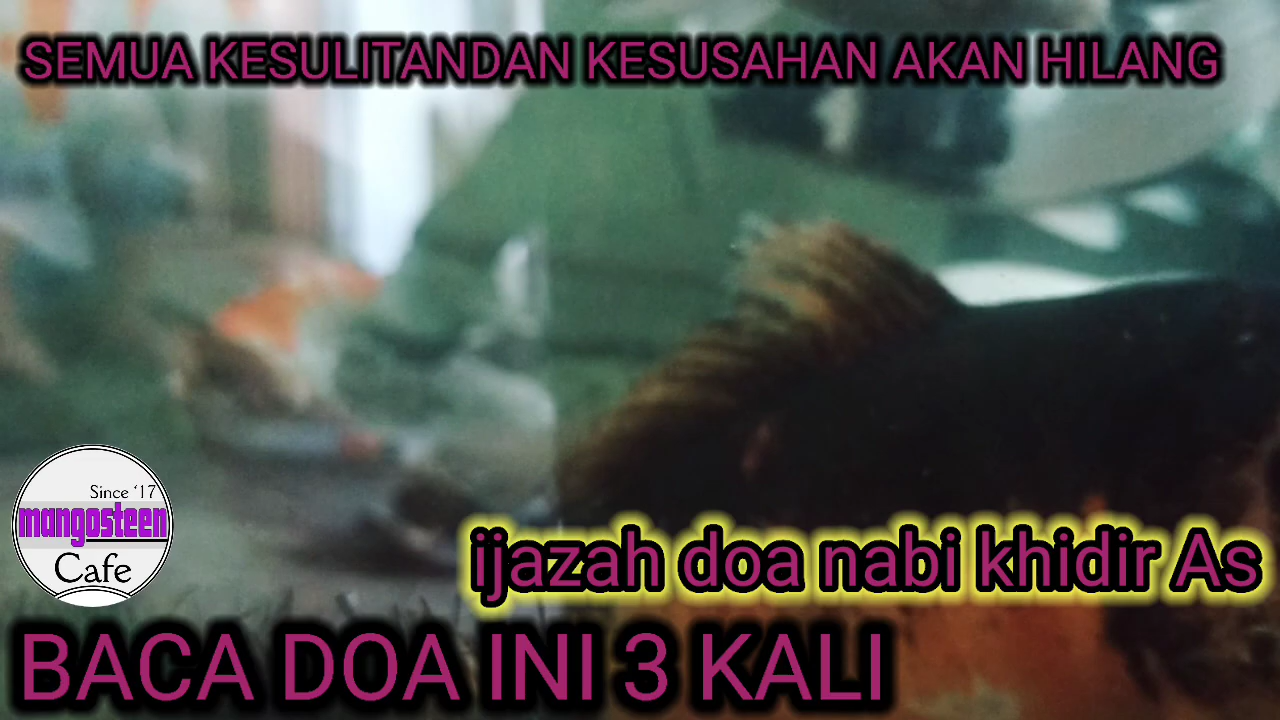 SEMUA KESULITANDAN KESUSAHAN AKAN HILANG
Since '17
mangosteen
Cafe
ijazah doa nabi khidir As
BACA DOA INI 3 KALI